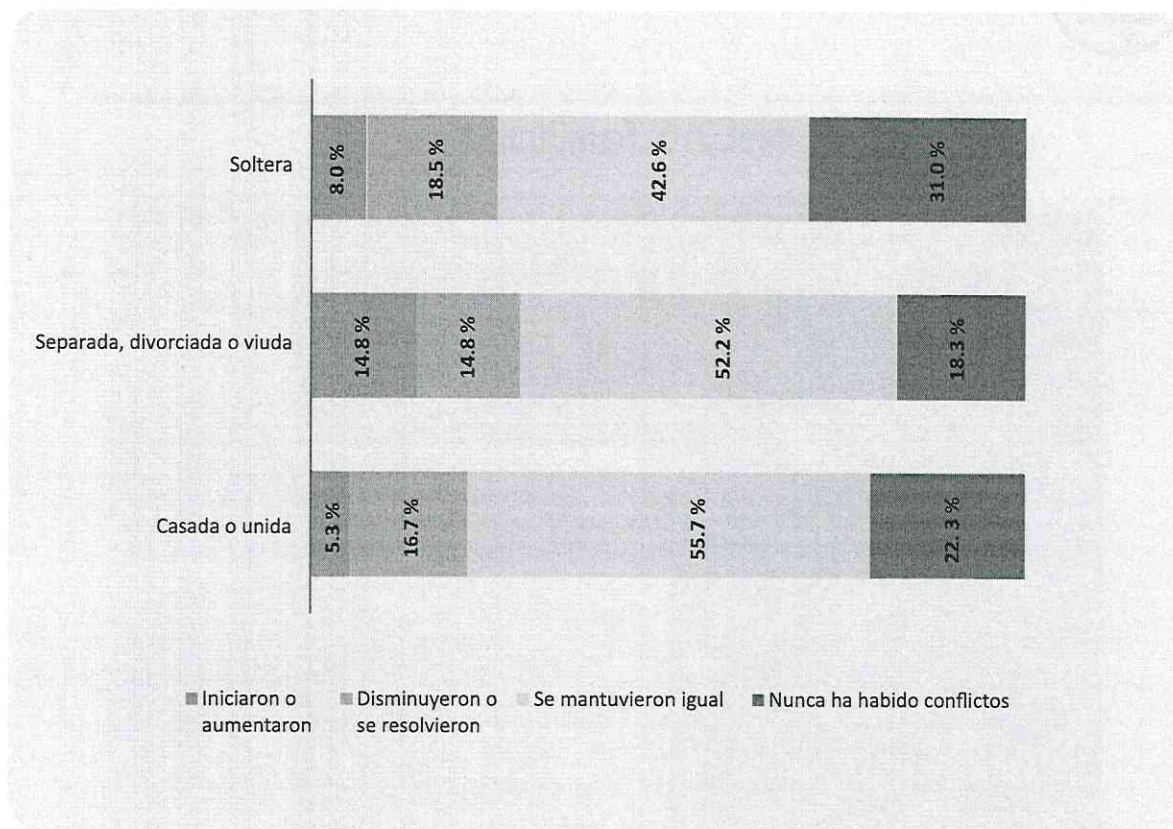 Soltera
8.0 %
18.5 %
42.6 %
31.0 %
Separada, divorciada o viuda
14.8 %
14.8 %
52.2 %
18.3 %
Casada o unida
5.3 %
16.7 %
55.7 %
22.3 %
Iniciaron o
aumentaron
Disminuyeron o
se resolvieron
Se mantuvieron igual
Nunca ha habido conflictos